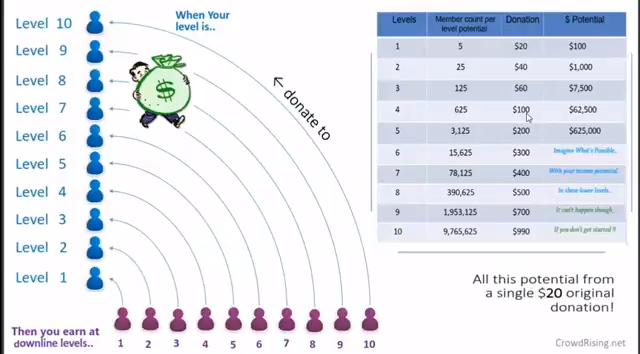 When Your
level is..
Level 10
Level 9
Level 8
Level 7
Level 6
Level 5
Level 4
Level 3
Level 2
Level 1
$
← donate to
Then you earn at
downline levels..
1 2 3 4 5 6 7 8 9 10
Levels Member count per level potential Donation $ Potential
1 5 $20 $100
2 25 $40 $1,000
3 125 $60 $7,500
4 625 $100 $62,500
5 3,125 $200 $625,000
6 15,625 $300 Imagine What's Possible..
7 78,125 $400 With your income potential
8 390,625 $500 In these lower levels..
9 1,953,125 $700 It can't happen though,
10 9,765,625 $990 If you don't get started !!
All this potential from
a single $20 original
donation!
CrowdRising.net